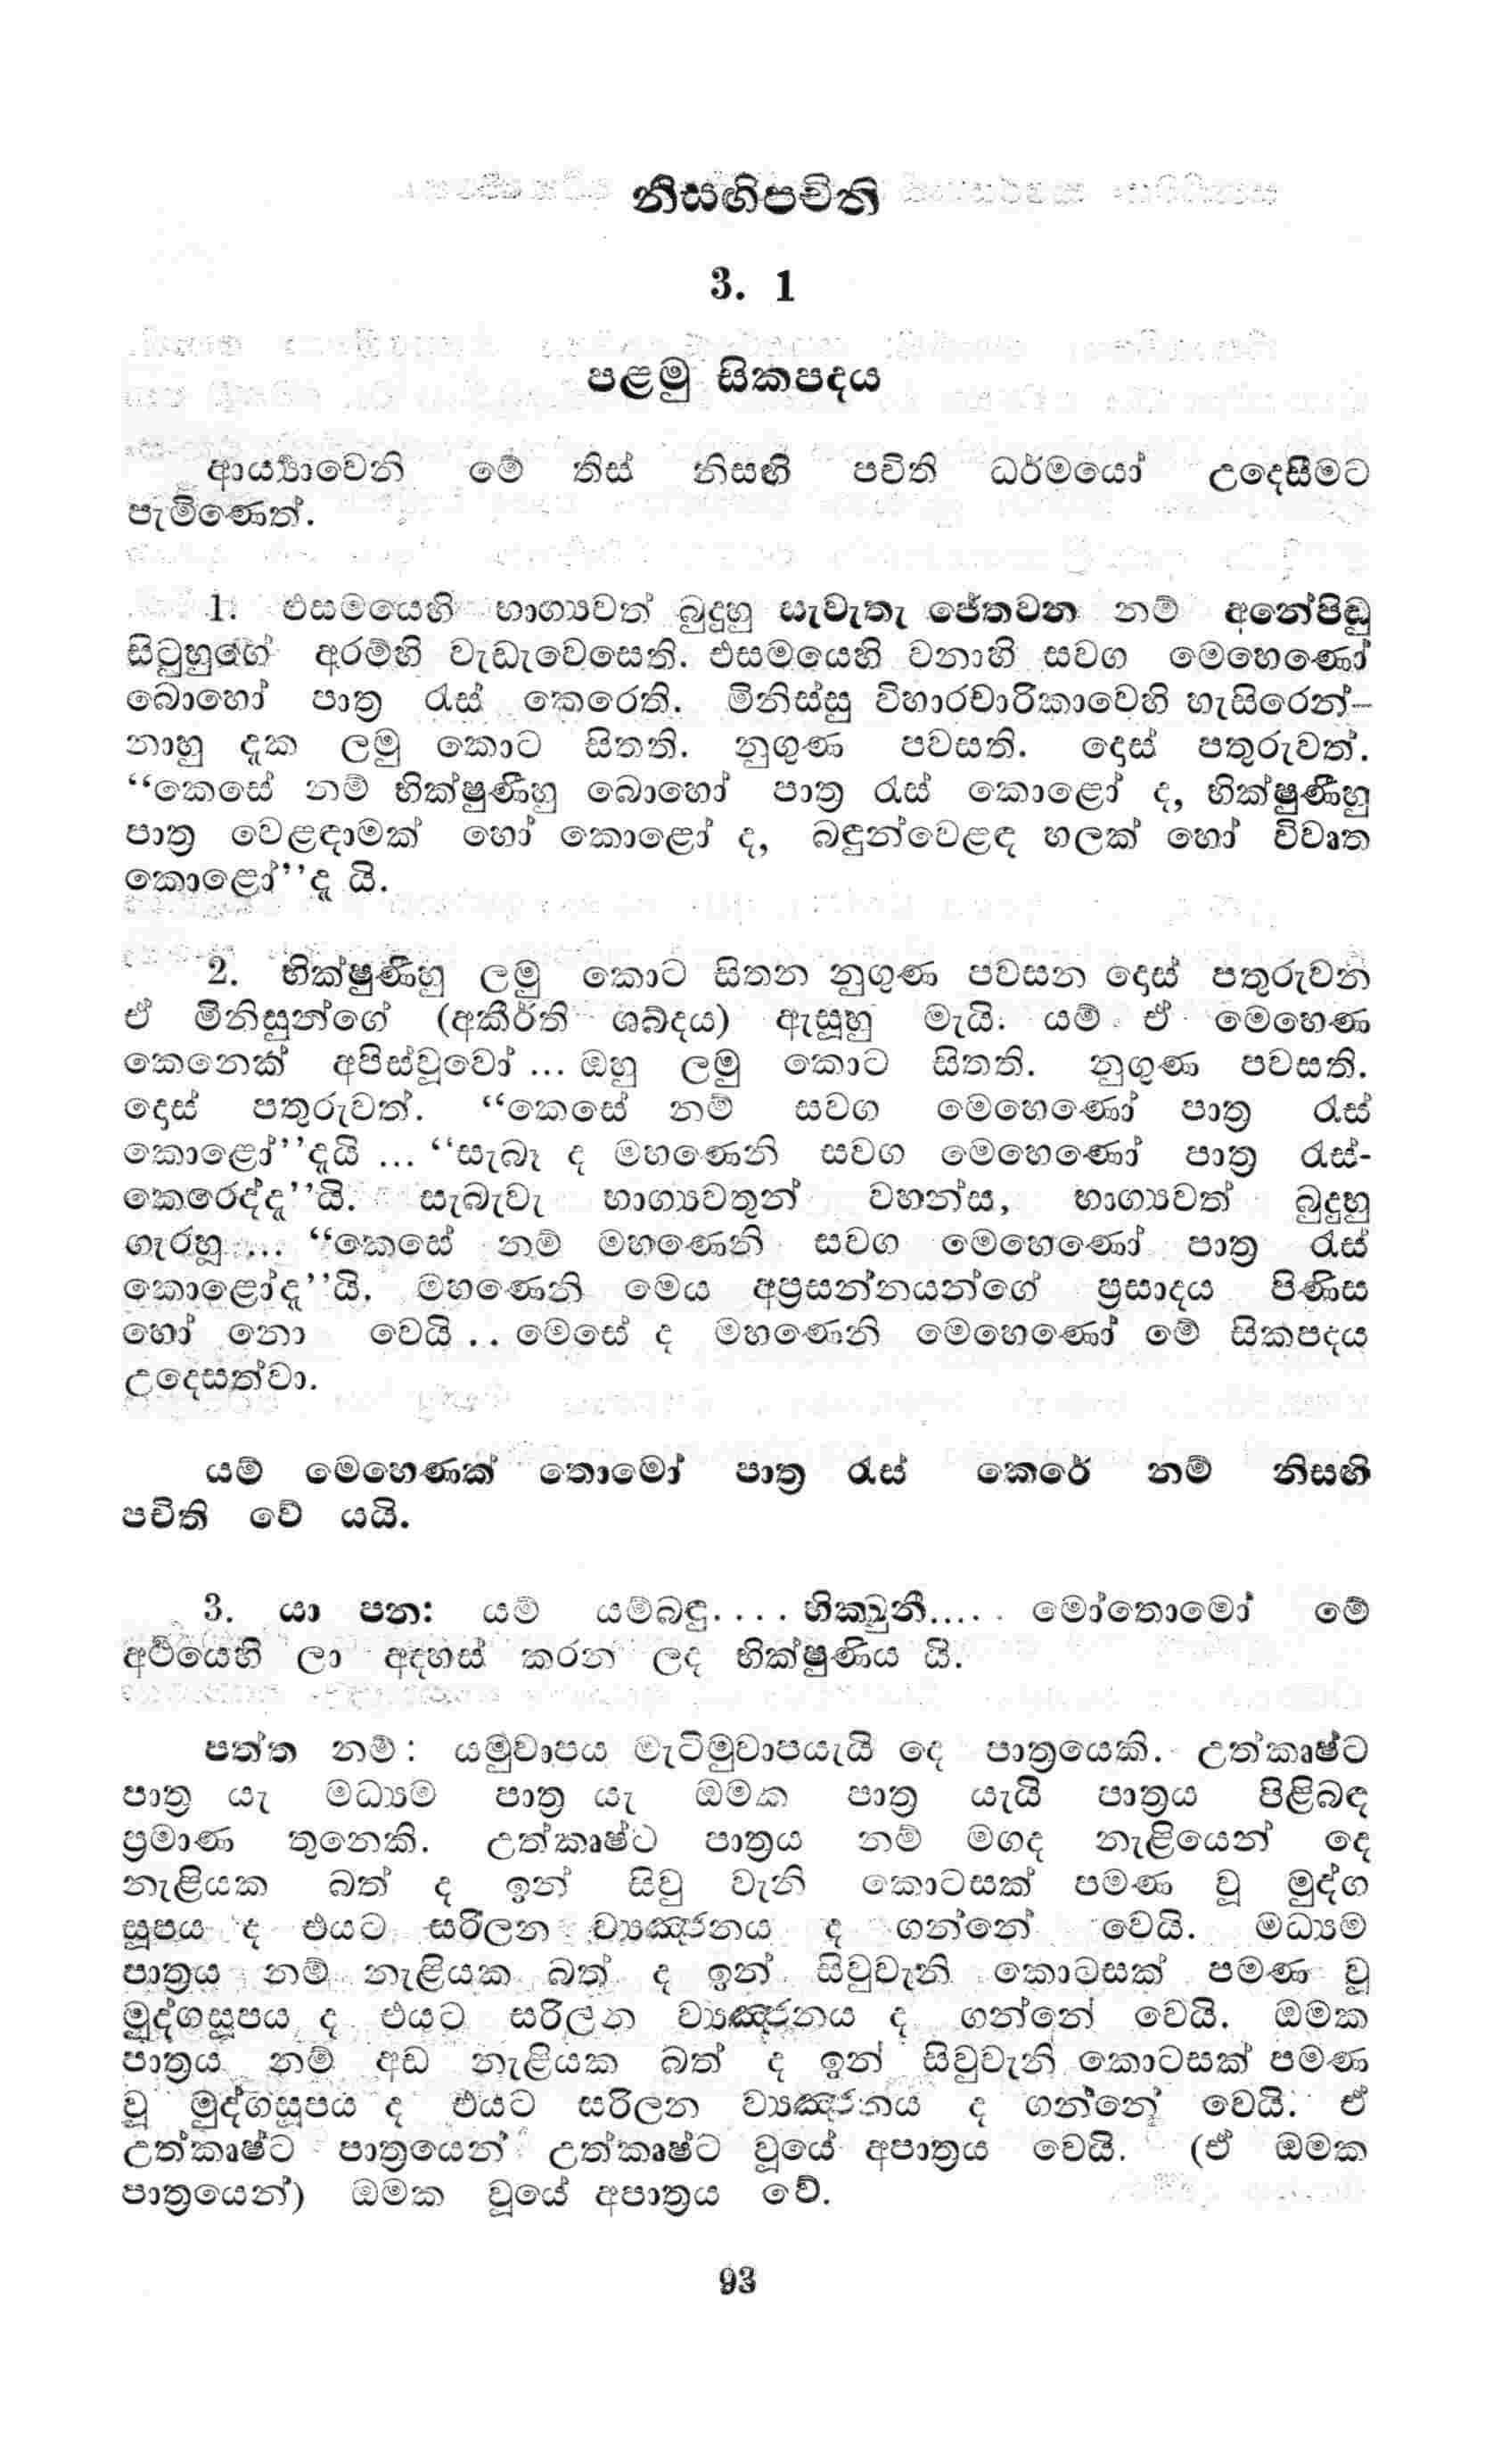 නිසඟිපචිති
3. 1
පළමු සිකපදය
ආර්‍ය්‍යාවෙනි මේ තිස් නිසඟි පචිති ධර්මයෝ උදෙසීමට
පැමිණෙත්.
1. එසමයෙහි භාග්‍යවත් බුදුහු සැවැතැ ජේතවන නම් අනේපිඬු
සිටුහුගේ අරම්හි වැඩැවෙසෙති. එසමයෙහි වනාහි සවග මෙහෙණෝ
බොහෝ පාත්‍ර රැස් කෙරෙති. මිනිස්සු විහාරචාරිකාවෙහි හැසිරෙන්–
නාහු දැක ලමු කොට සිතති. නුගුණ පවසති. දොස් පතුරුවත්.
“කෙසේ නම් භික්ෂුණීහු බොහෝ පාත්‍ර රැස් කොළෝ ද, භික්ෂුණීහු
පාත්‍ර වෙළඳාමක් හෝ කොළෝ ද, බඳුන්වෙළඳ හලක් හෝ විවෘත
කොළෝ”දැ යි.
2. භික්ෂුණීහු ලමු කොට සිතන නුගුණ පවසන දොස් පතුරුවන
ඒ මිනිසුන්ගේ (අකීර්ති ශබ්දය) ඇසූහු මැයි. යම් ඒ මෙහෙණ
කෙනෙක් අපිස්වූවෝ ... ඔහු ලමු කොට සිතති. නුගුණ පවසති.
දොස් පතුරුවත්. “කෙසේ නම් සවග මෙහෙණෝ පාත්‍ර රැස්
කොළෝ”දැයි ... “සැබෑ ද මහණෙනි සවග මෙහෙණෝ පාත්‍ර රැස්-
කෙරෙද්දැ”යි. සැබැවැ භාග්‍යවතුන් වහන්ස, භාග්‍යවත් බුදුහු
ගැරහූ ... “කෙසේ නම් මහණෙනි සවග මෙහෙණෝ පාත්‍ර රැස්
කොළෝදැ”යි. මහණෙනි මෙය අප්‍රසන්නයන්ගේ ප්‍රසාදය පිණිස
හෝ නො වෙයි .. මෙසේ ද මහණෙනි මෙහෙණෝ මේ සිකපදය
උදෙසත්වා.
යම් මෙහෙණක් තොමෝ පාත්‍ර රැස් කෙරේ නම් නිසඟි
පචිති වේ යයි.
3. යා පන: යම් යම්බඳු.... භික්ඛුනී..... මෝතොමෝ මේ
අර්‍ථයෙහි ලා අදහස් කරන ලද භික්ෂුණිය යි.
පත්ත නම්: යමුවාපය මැටිමුවාපයැයි දෙ පාත්‍රයෙකි. උත්කෘෂ්ට
පාත්‍ර යැ මධ්‍යම පාත්‍ර යැ ඔමක පාත්‍ර යැයි පාත්‍රය පිළිබඳ
ප්‍රමාණ තුනෙකි. උත්කෘෂ්ට පාත්‍රය නම් මගද නැළියෙන් දෙ
නැළියක බත් ද ඉන් සිවු වැනි කොටසක් පමණ වූ මුද්ග
සූපය ද එයට සරිලන ව්‍යඤ්ජනය ද ගන්නේ වෙයි. මධ්‍යම
පාත්‍රය නම් නැළියක බත් ද ඉන් සිවුවැනි කොටසක් පමණ වූ
මුද්ගසූපය ද එයට සරිලන ව්‍යඤ්ජනය ද ගන්නේ වෙයි. ඔමක
පාත්‍රය නම් අඩ නැළියක බත් ද ඉන් සිවුවැනි කොටසක් පමණ
වූ මුද්ගසූපය ද එයට සරිලන ව්‍යඤ්ජනය ද ගන්නේ වෙයි. ඒ
උත්කෘෂ්ට පාත්‍රයෙන් උත්කෘෂ්ට වූයේ අපාත්‍රය වෙයි. (ඒ ඔමක
පාත්‍රයෙන්) ඔමක වූයේ අපාත්‍රය වේ.
93